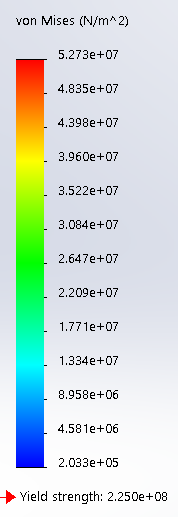 von Mises (N/m^2)
5.273e+07
4.835e+07
4.398e+07
3.960e+07
3.522e+07
3.084e+07
2.647e+07
2.209e+07
1.771e+07
1.334e+07
8.958e+06
4.581e+06
2.033e+05
Yield strength: 2.250e+08